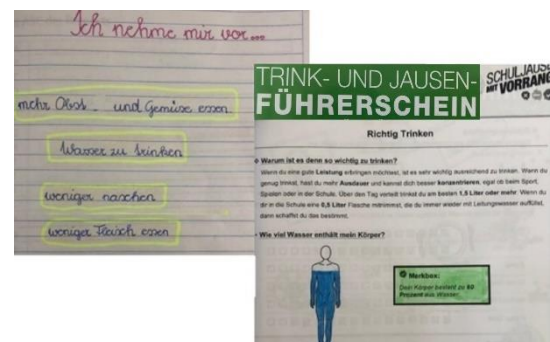 Ich nehme mir vor...
mehr Obst und Gemüse essen
Wasser zu trinken
weniger naschen
weniger Fleisch essen
TRINK- UND JAUSEN-
FÜHRERSCHEIN
SCHULJAUSE
MIT VORRANG
Richtig Trinken
Warum ist es denn so wichtig zu trinken?
Wenn du eine gute Leistung erbringen möchtest, ist es sehr wichtig ausreichend zu trinken. Wenn du
genug trinkst, hast du mehr Ausdauer und kannst dich besser konzentrieren, egal ob beim Sport,
Spielen oder in der Schule. Über den Tag verteilt trinkst du am besten 1,5 Liter oder mehr. Wenn du
dir in die Schule eine 0,5 Liter Flasche mitnimmst, die du immer wieder mit Leitungswasser auffüllst,
dann schaffst du das bestimmt.
Wie viel Wasser enthält mein Körper?
Merkbox:
Dein Körper besteht zu 60
Prozent aus Wasser.